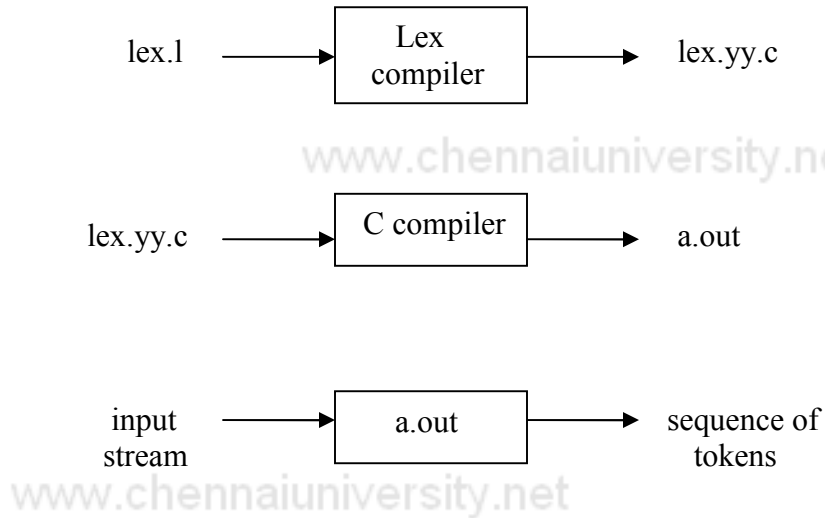 lex.l
Lex
compiler
lex.yy.c
www.chennaiuniversity.ne
lex.yy.c
C compiler
a.out
input
stream
a.out
sequence of
tokens
www.chennaiuniversity.net